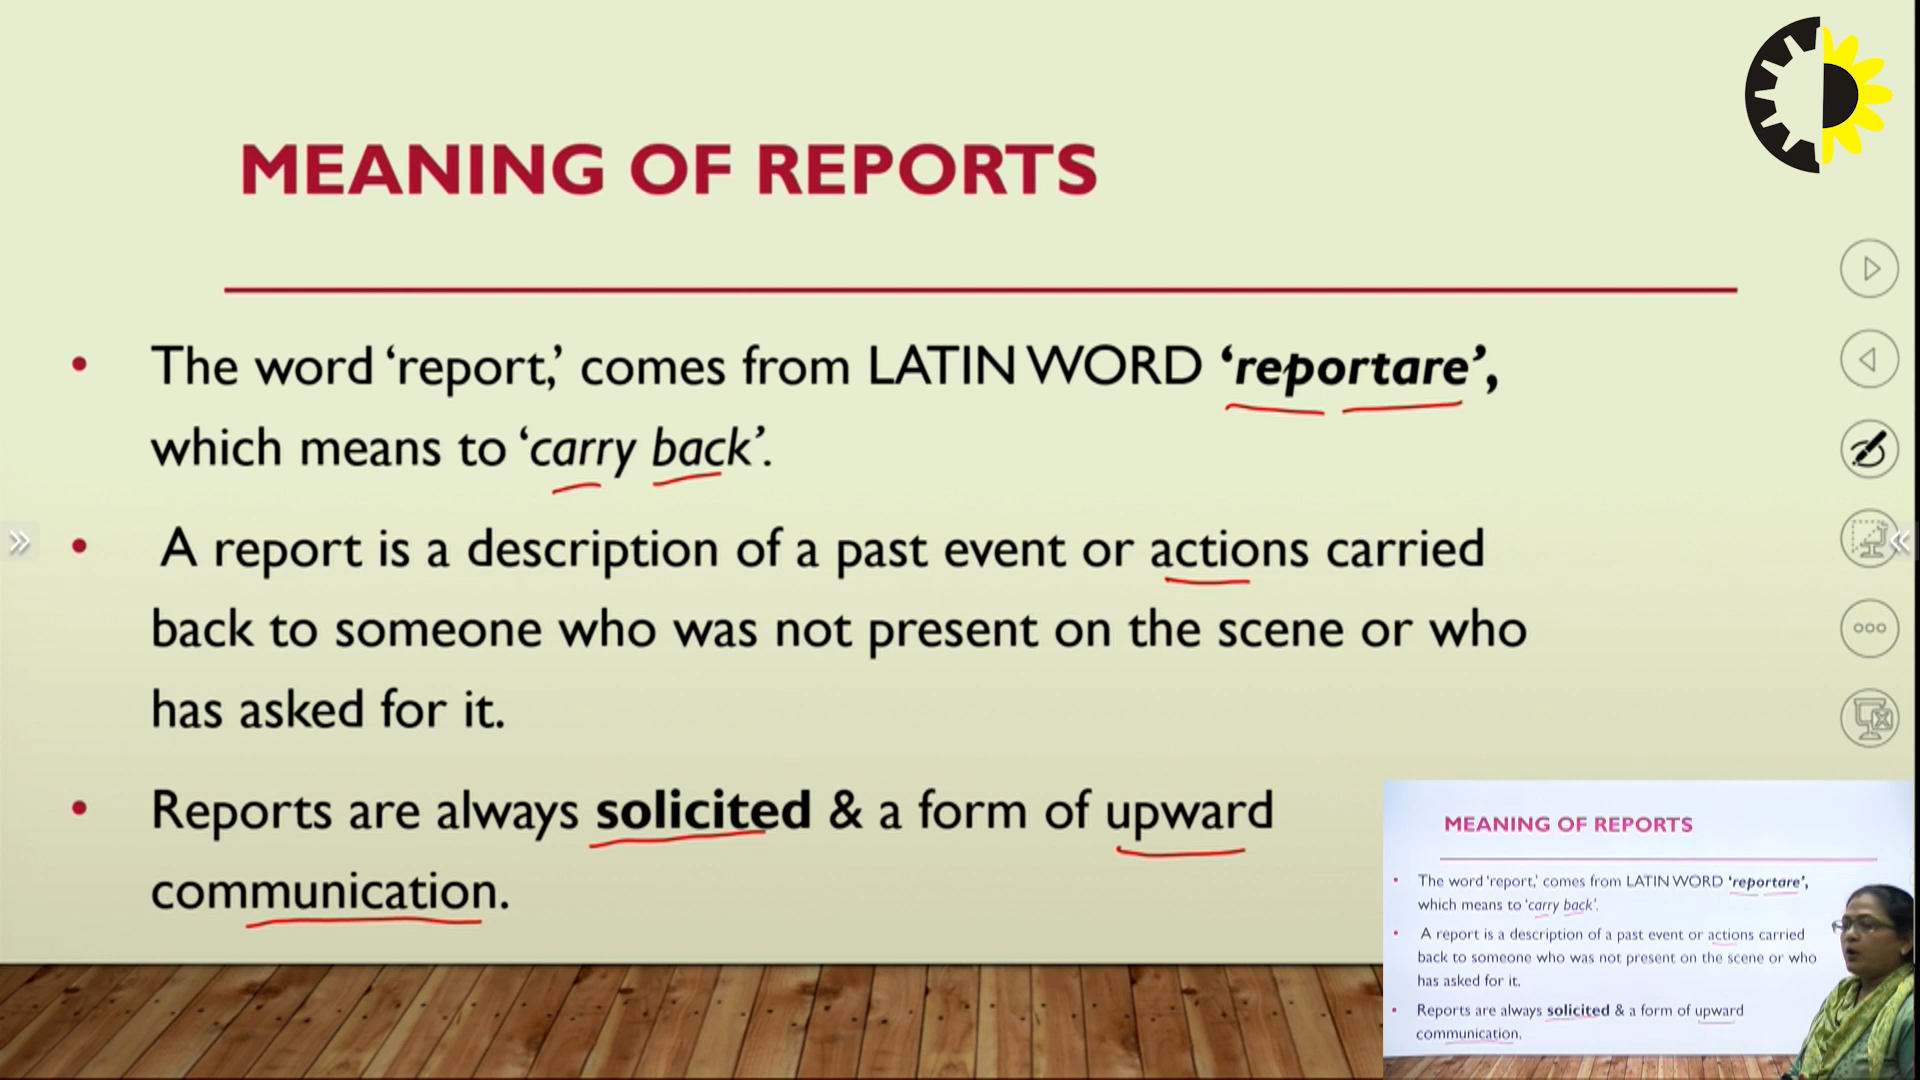 MEANING OF REPORTS
• The word ‘report,’ comes from LATIN WORD ‘reportare’,
which means to ‘carry back’.
• A report is a description of a past event or actions carried
back to someone who was not present on the scene or who
has asked for it.
• Reports are always solicited & a form of upward
communication.
MEANING OF REPORTS
• The word ‘report,’ comes from LATIN WORD ‘reportare’,
which means to ‘carry back’.
• A report is a description of a past event or actions carried
back to someone who was not present on the scene or who
has asked for it.
• Reports are always solicited & a form of upward
communication.